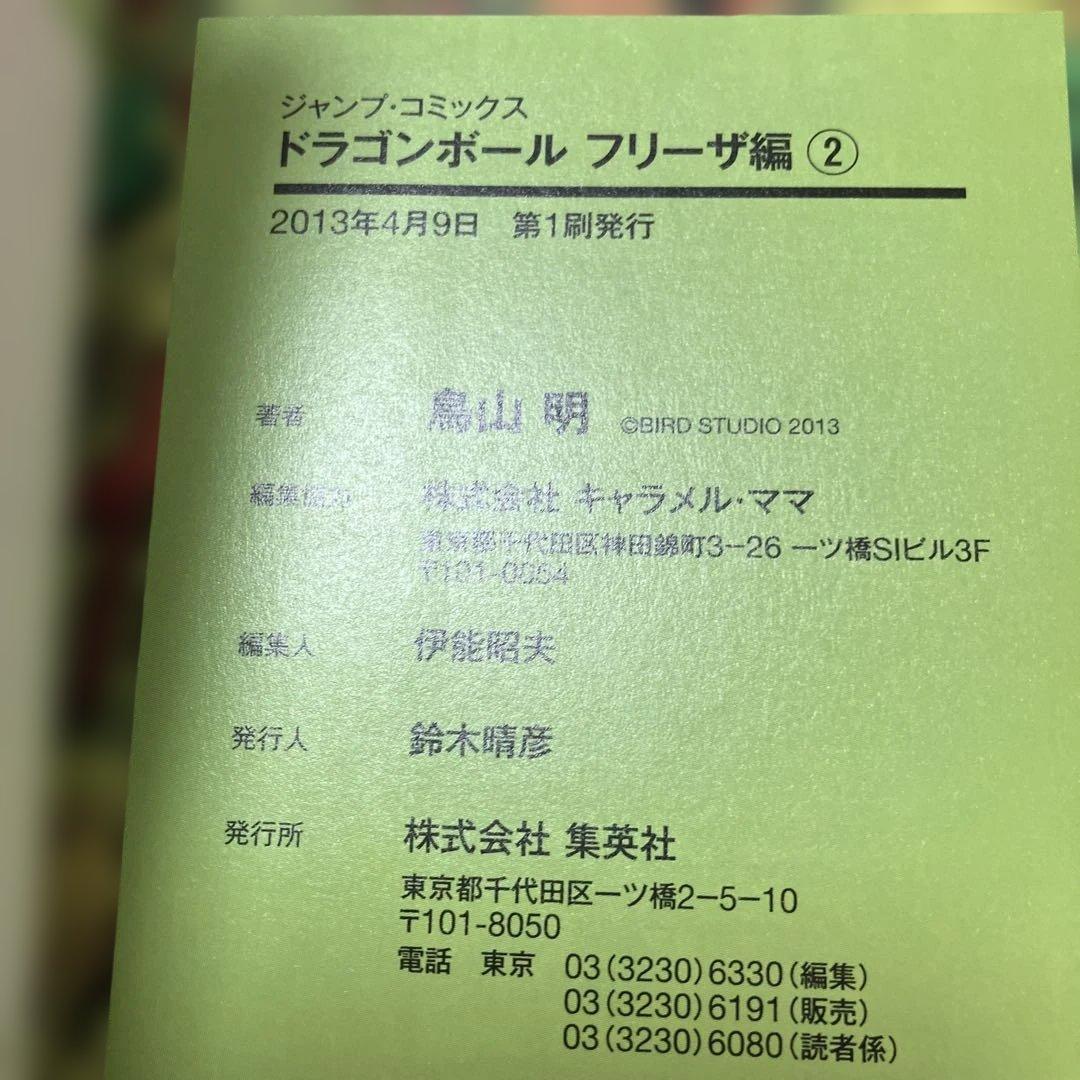 ジャンプ・コミックス
ドラゴンボール フリーザ編 ②
2013年4月9日 第1刷発行
著者 鳥山 明 ©BIRD STUDIO 2013
編集協力 株式会社 キャラメル・ママ
東京都千代田区神田錦町3−26 一ツ橋SIビル3F
〒101-0054
編集人 伊能昭夫
発行人 鈴木晴彦
発行所 株式会社 集英社
東京都千代田区一ツ橋2−5−10
〒101-8050
電話 東京 03(3230)6330(編集)
03(3230)6191(販売)
03(3230)6080(読者係)